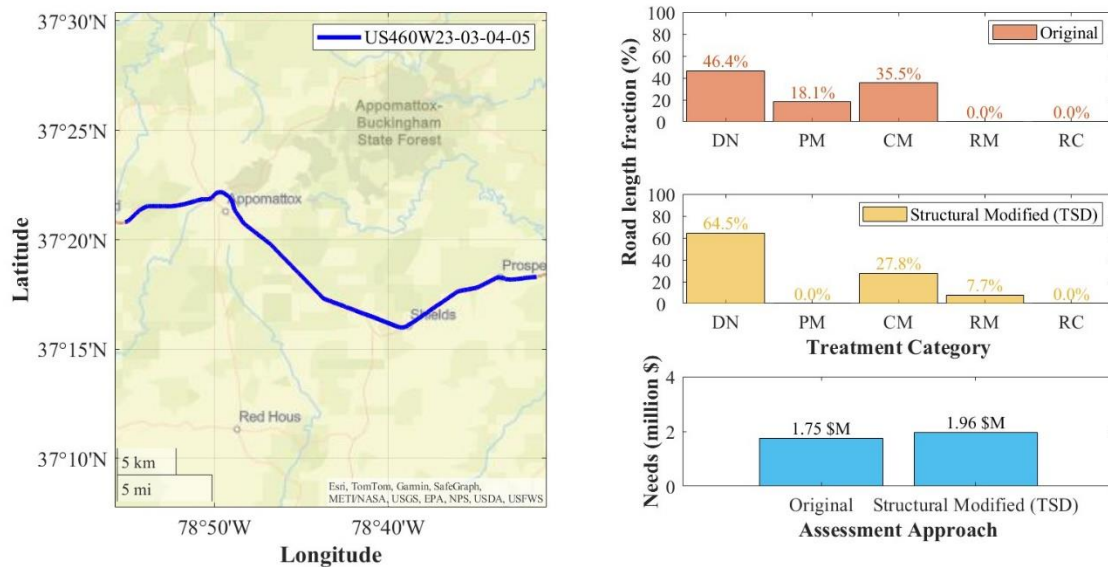 37°30'N
37°25'N
37°20'N
37°15'N
37°10'N
Latitude
US460W23-03-04-05
Appomattox-
Buckingham
State Forest
Appomattox
d
Prospe
Shields
Red Hous
5 km
5 mi
Esri, TomTom, Garmin, SafeGraph,
METI/NASA, USGS, EPA, NPS, USDA, USFWS
78°50'W
78°40'W
Longitude
Road length fraction (%)
100
80
60
40
20
0
46.4%
18.1%
35.5%
0.0%
0.0%
Original
DN
PM
CM
RM
RC
100
80
60
40
20
0
64.5%
0.0%
27.8%
7.7%
0.0%
Structural Modified (TSD)
DN
PM
CM
RM
RC
Treatment Category
Needs (million $)
4
2
0
1.75 $M
1.96 $M
Original
Structural Modified (TSD)
Assessment Approach